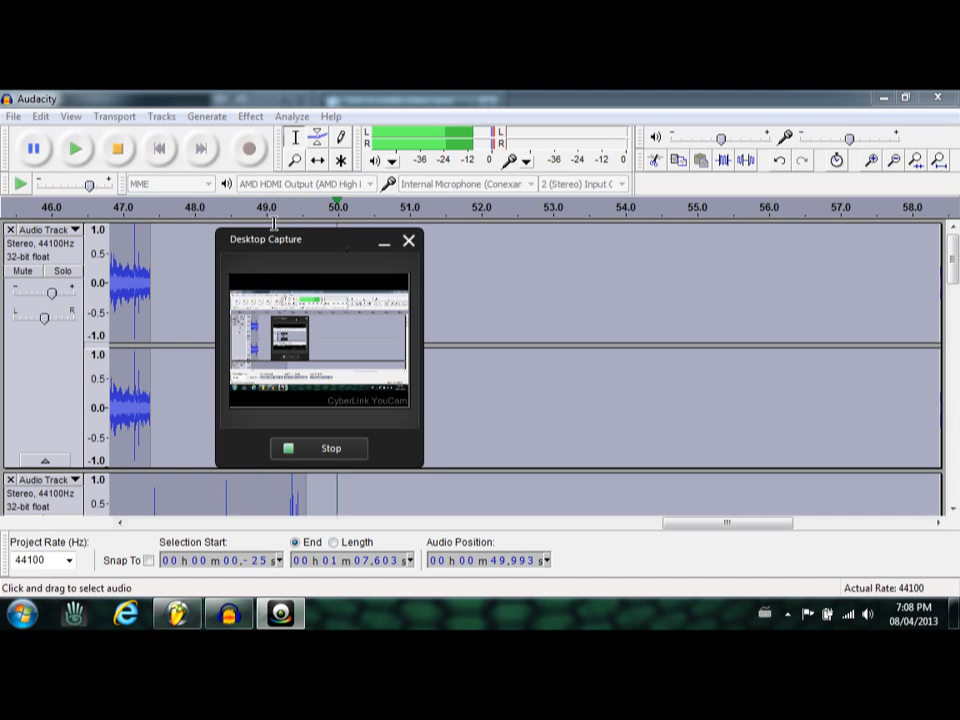 Audacity
File Edit View Transport Tracks Generate Effect Analyze Help
L L
R R
-36 -24 -12 0 -36 -24 -12 0
MME AMD HDMI Output (AMD High I Internal Microphone (Conexar 2 (Stereo) Input C
46.0 47.0 48.0 49.0 50.0 51.0 52.0 53.0 54.0 55.0 56.0 57.0 58.0
Audio Track 1.0
Stereo, 44100Hz
32-bit float 0.5
Mute Solo
0.0
- +
L R -0.5
-1.0
1.0
0.5
0.0
-0.5
-1.0
Desktop Capture
CyberLink YouCam
Stop
Audio Track 1.0
Stereo, 44100Hz
32-bit float 0.5
Project Rate (Hz): Selection Start: End Length Audio Position:
44100 Snap To 00 h 00 m 00.-25 s 00 h 01 m 07.603 s 00 h 00 m 49.993 s
Click and drag to select audio Actual Rate: 44100
7:08 PM
08/04/2013